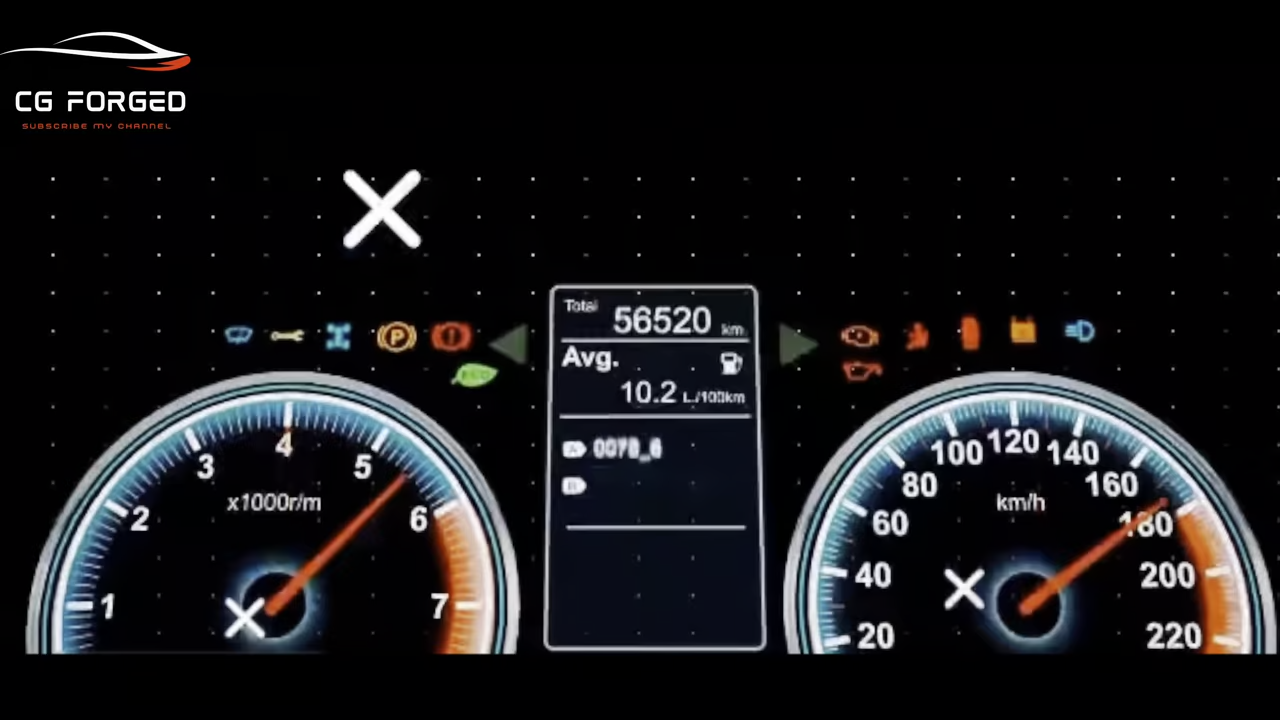 CG FORGED
SUBSCRIBE MY CHANNEL
Total 56520 km
Avg.
10.2 L./100km
P
ECO
1
2
3
4
5
6
7
x1000r/m
20
40
60
80
100
120
140
160
180
200
220
km/h